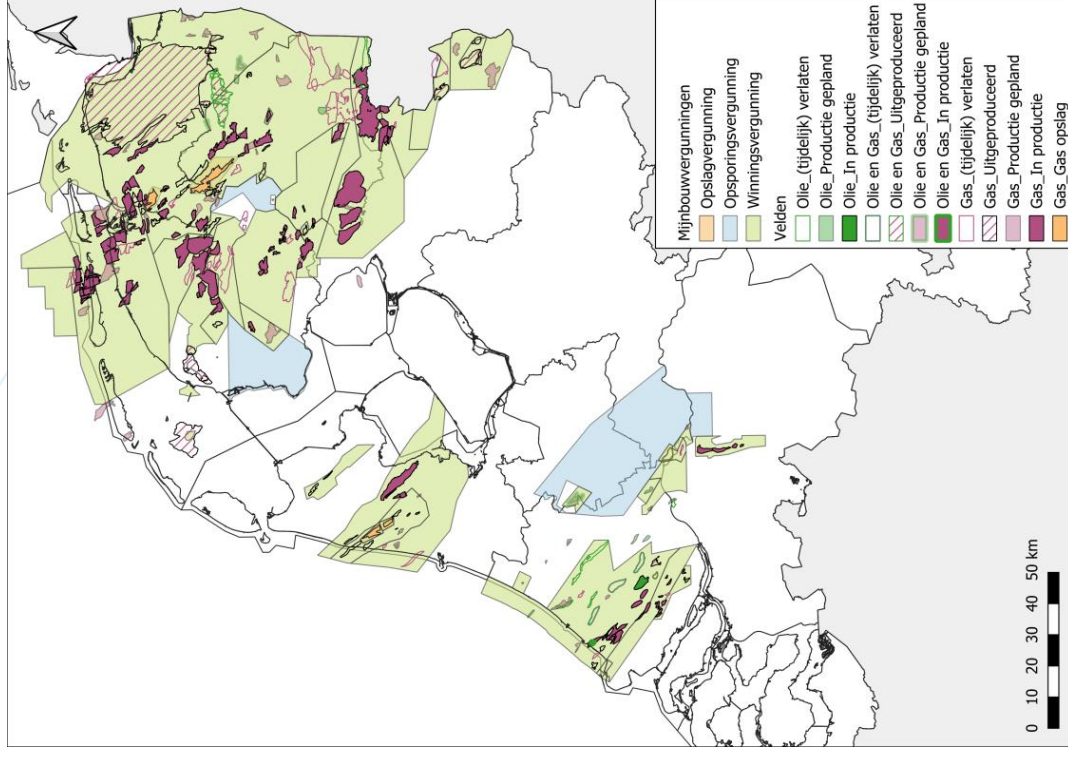 Mijnbouwvergunningen
Opslagvergunning
Opsporingsvergunning
Winningsvergunning
Velden
Olie_(tijdelijk) verlaten
Olie_Productie gepland
Olie_In productie
Olie en Gas_(tijdelijk) verlaten
Olie en Gas_Uitgeproduceerd
Olie en Gas_Productie gepland
Olie en Gas_In productie
Gas_(tijdelijk) verlaten
Gas_Uitgeproduceerd
Gas_Productie gepland
Gas_In productie
Gas_Gas opslag
0 10 20 30 40 50 km